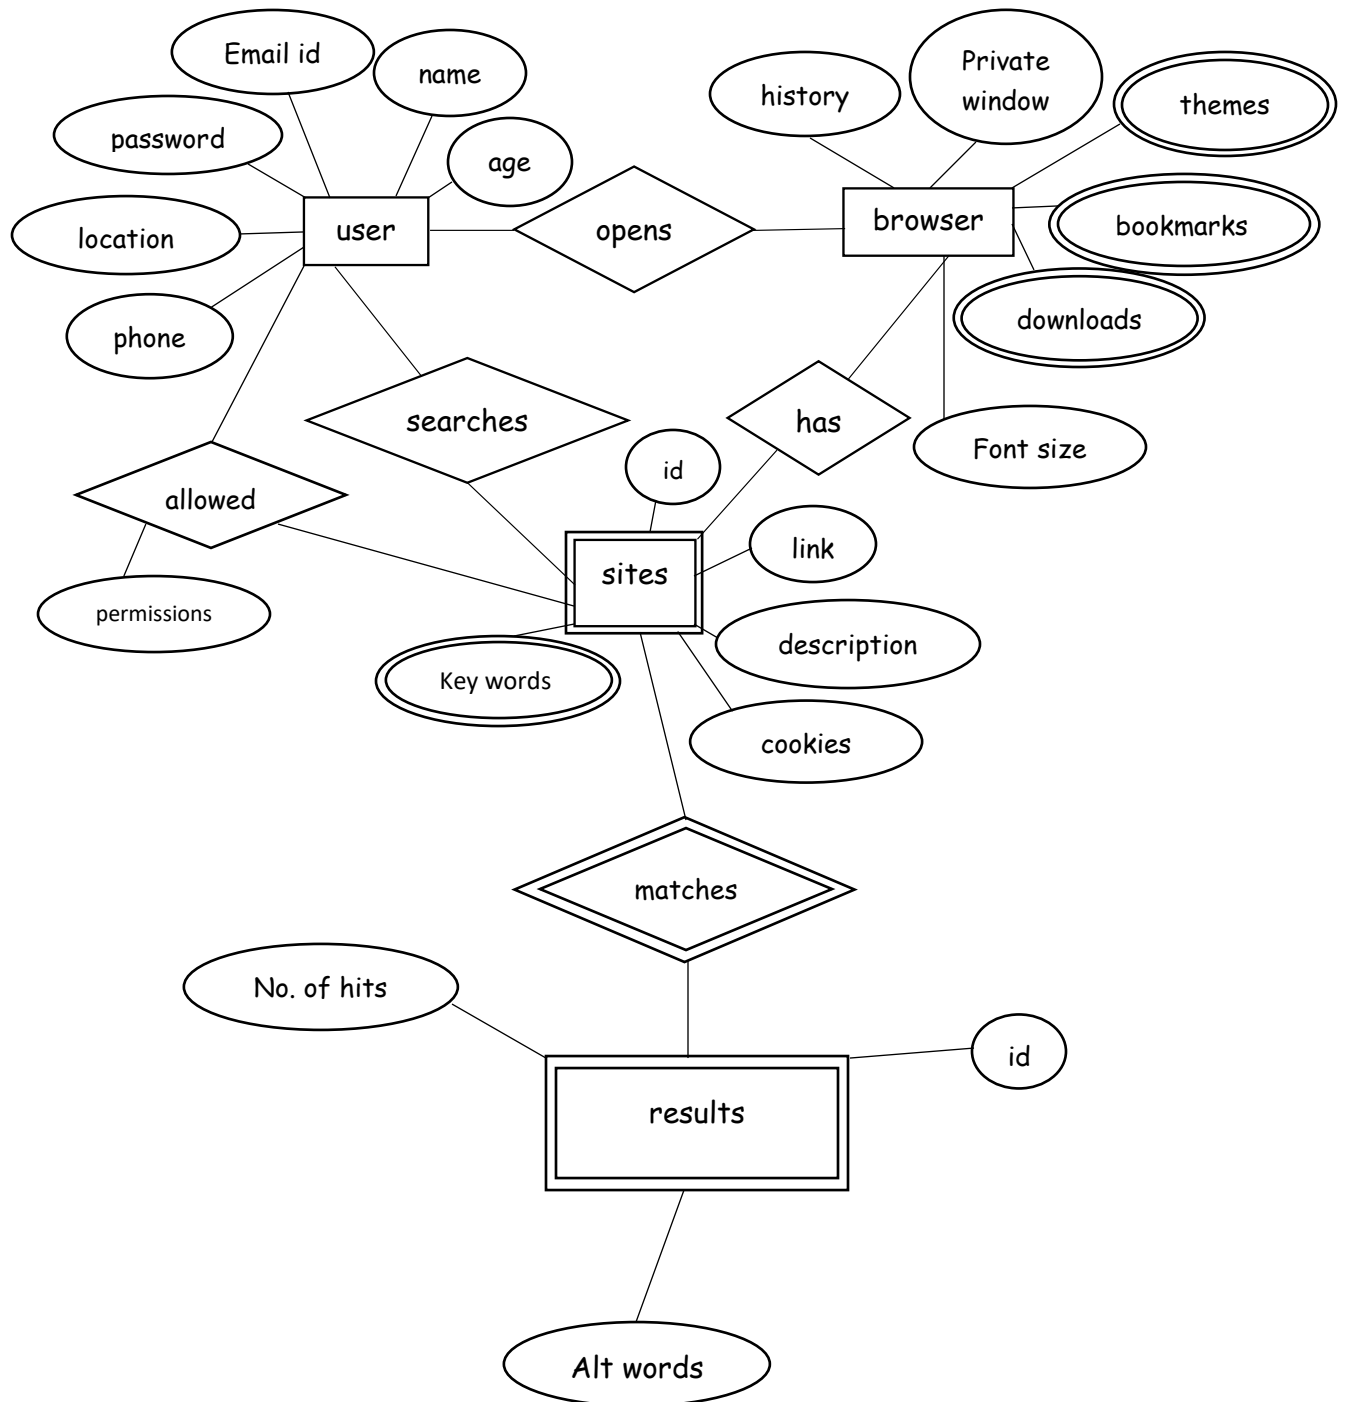 Email id
name
Private
window
history
themes
password
age
browser
bookmarks
location
user
opens
downloads
phone
searches
has
Font size
id
allowed
link
sites
permissions
description
Key words
cookies
matches
No. of hits
id
results
Alt words